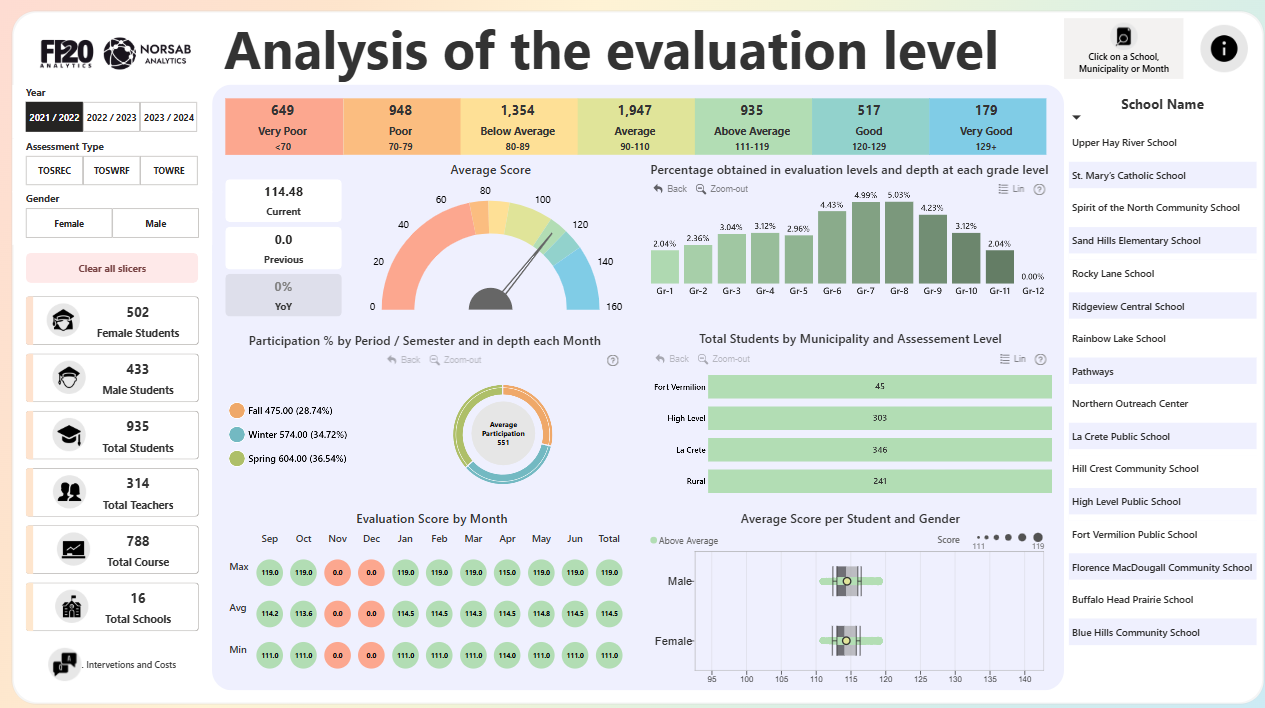 FH20
ANALYTICS
NORSAB
ANALYTICS
Analysis of the evaluation level
Click on a School,
Municipality or Month
i
Year
2021 / 2022
2022 / 2023
2023 / 2024
Assessment Type
TOSREC
TOSWRF
TOWRE
Gender
Female
Male
Clear all slicers
502
Female Students
433
Male Students
935
Total Students
314
Total Teachers
788
Total Course
16
Total Schools
. Intervetions and Costs
649
Very Poor
<70
948
Poor
70-79
1,354
Below Average
80-89
1,947
Average
90-110
935
Above Average
111-119
517
Good
120-129
179
Very Good
129+
114.48
Current
0.0
Previous
0%
YoY
Average Score
0
20
40
60
80
100
120
140
160
Percentage obtained in evaluation levels and depth at each grade level
Back
Zoom-out
Lin
?
2.04%
2.36%
3.04%
3.12%
2.96%
4.43%
4.99%
5.03%
4.23%
3.12%
2.04%
0.00%
Gr-1
Gr-2
Gr-3
Gr-4
Gr-5
Gr-6
Gr-7
Gr-8
Gr-9
Gr-10
Gr-11
Gr-12
Participation % by Period / Semester and in depth each Month
Back
Zoom-out
?
Fall 475.00 (28.74%)
Winter 574.00 (34.72%)
Spring 604.00 (36.54%)
Average
Participation
551
Total Students by Municipality and Assessement Level
Back
Zoom-out
Lin
?
Fort Vermilion 45
High Level 303
La Crete 346
Rural 241
Evaluation Score by Month
Sep Oct Nov Dec Jan Feb Mar Apr May Jun Total
Max 119.0 119.0 0.0 0.0 119.0 119.0 119.0 115.0 119.0 119.0 119.0
Avg 114.2 113.6 0.0 0.0 114.5 114.5 114.3 114.5 114.8 114.5 114.5
Min 111.0 111.0 0.0 0.0 111.0 111.0 111.0 114.0 111.0 111.0 111.0
Average Score per Student and Gender
Above Average
Score
111
119
Male
Female
95 100 105 110 115 120 125 130 135 140
School Name
Upper Hay River School
St. Mary's Catholic School
Spirit of the North Community School
Sand Hills Elementary School
Rocky Lane School
Ridgeview Central School
Rainbow Lake School
Pathways
Northern Outreach Center
La Crete Public School
Hill Crest Community School
High Level Public School
Fort Vermilion Public School
Florence MacDougall Community School
Buffalo Head Prairie School
Blue Hills Community School